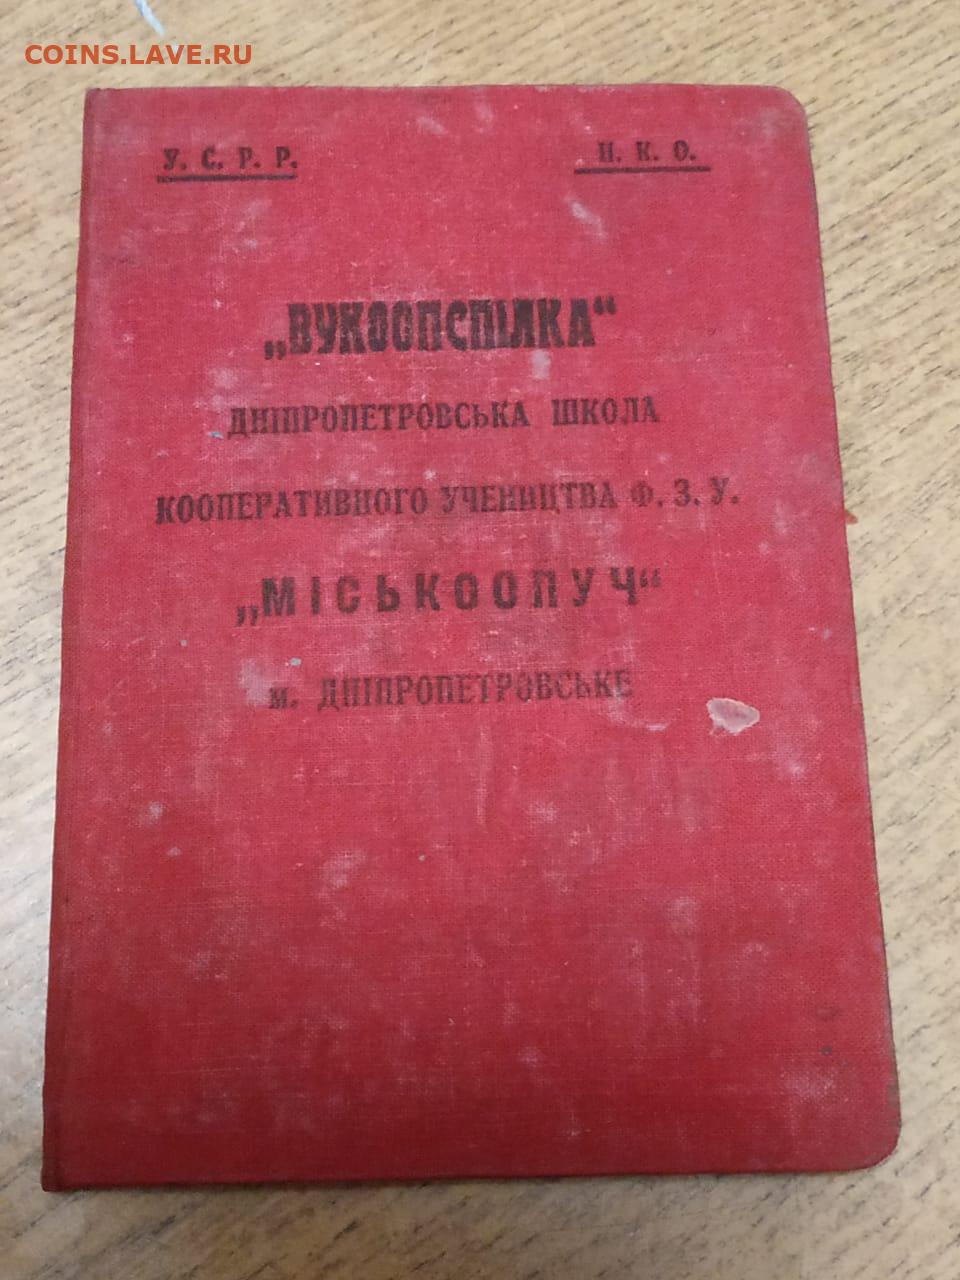 COINS.LAVE.RU
У. С. Р. Р. Н. К. О.
„ВУКООПСПІЛКА“
ДНІПРОПЕТРОВСЬКА ШКОЛА
КООПЕРАТИВНОГО УЧЕНИЦТВА Ф. З. У.
„МІСЬКООПУЧ“
м. ДНІПРОПЕТРОВСЬКЕ